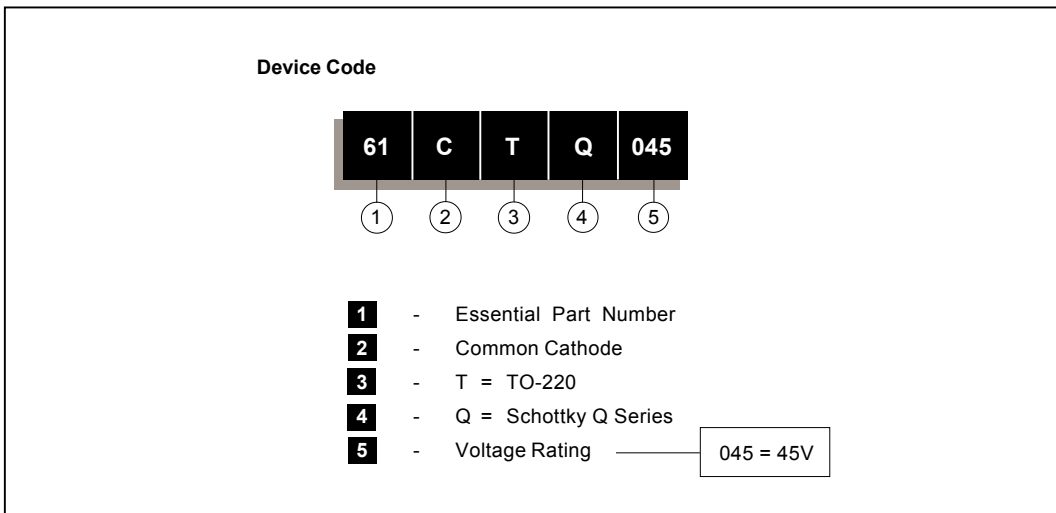 Device Code
61 C T Q 045
1 2 3 4 5
1 - Essential Part Number
2 - Common Cathode
3 - T = TO-220
4 - Q = Schottky Q Series
5 - Voltage Rating 045 = 45V